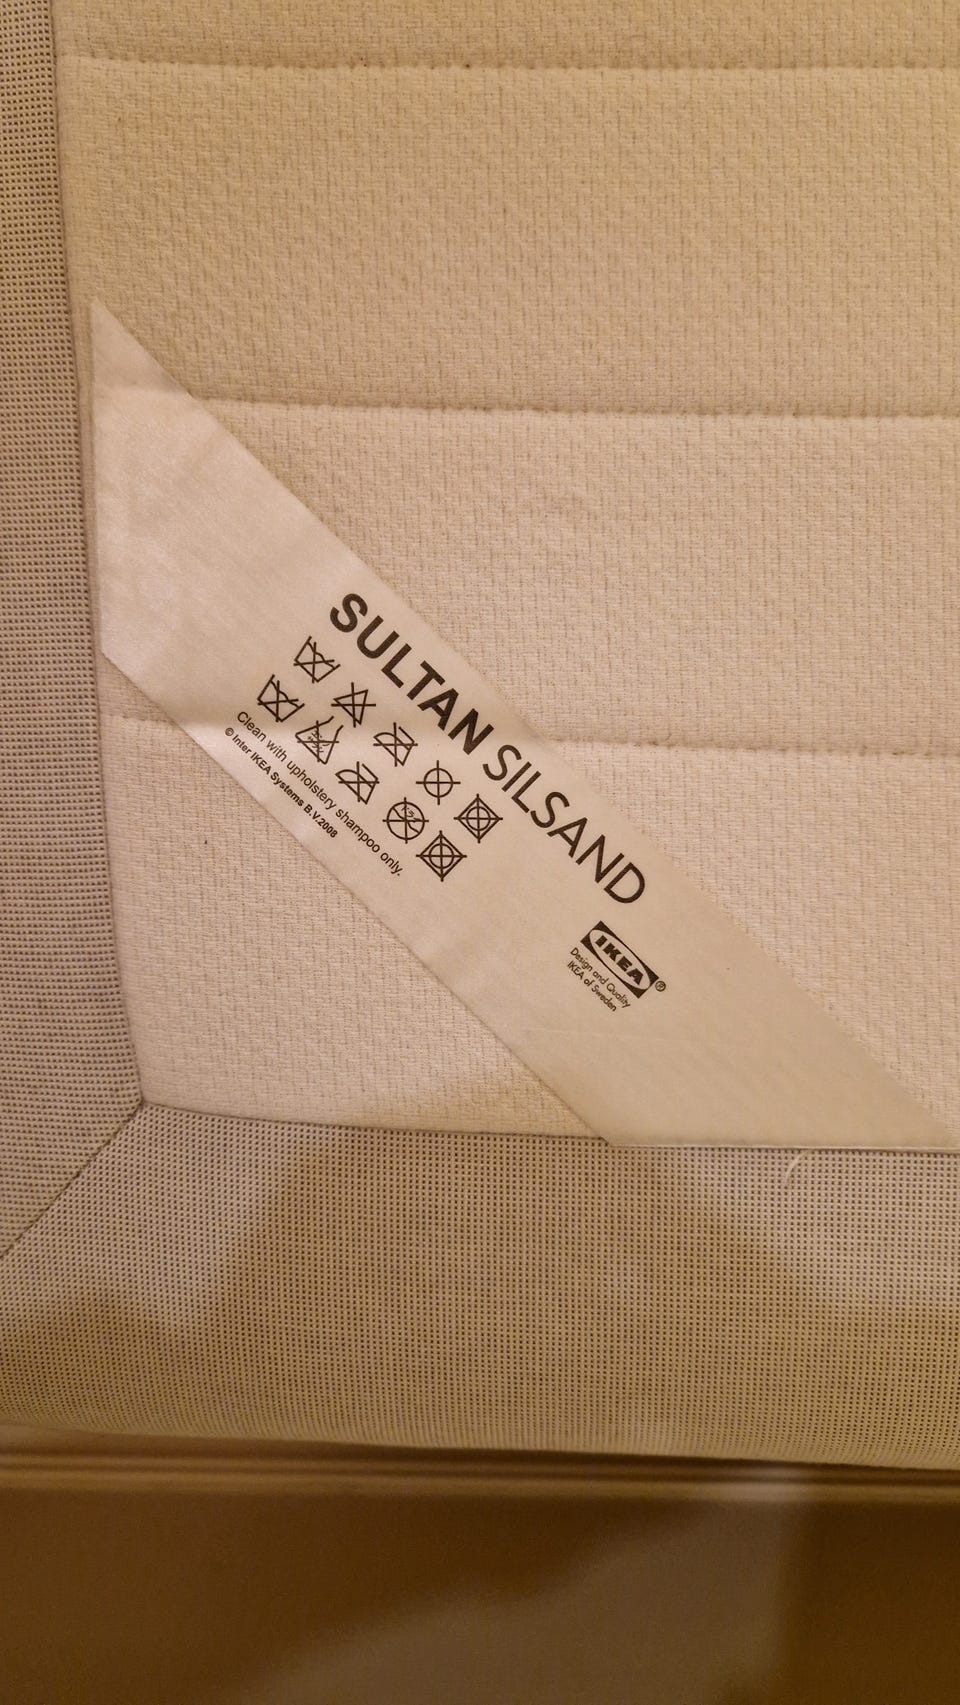 SULTAN SILSAND
Clean with upholstery shampoo only.
© Inter IKEA Systems B.V.2008
IKEA®
Design and Quality
IKEA of Sweden